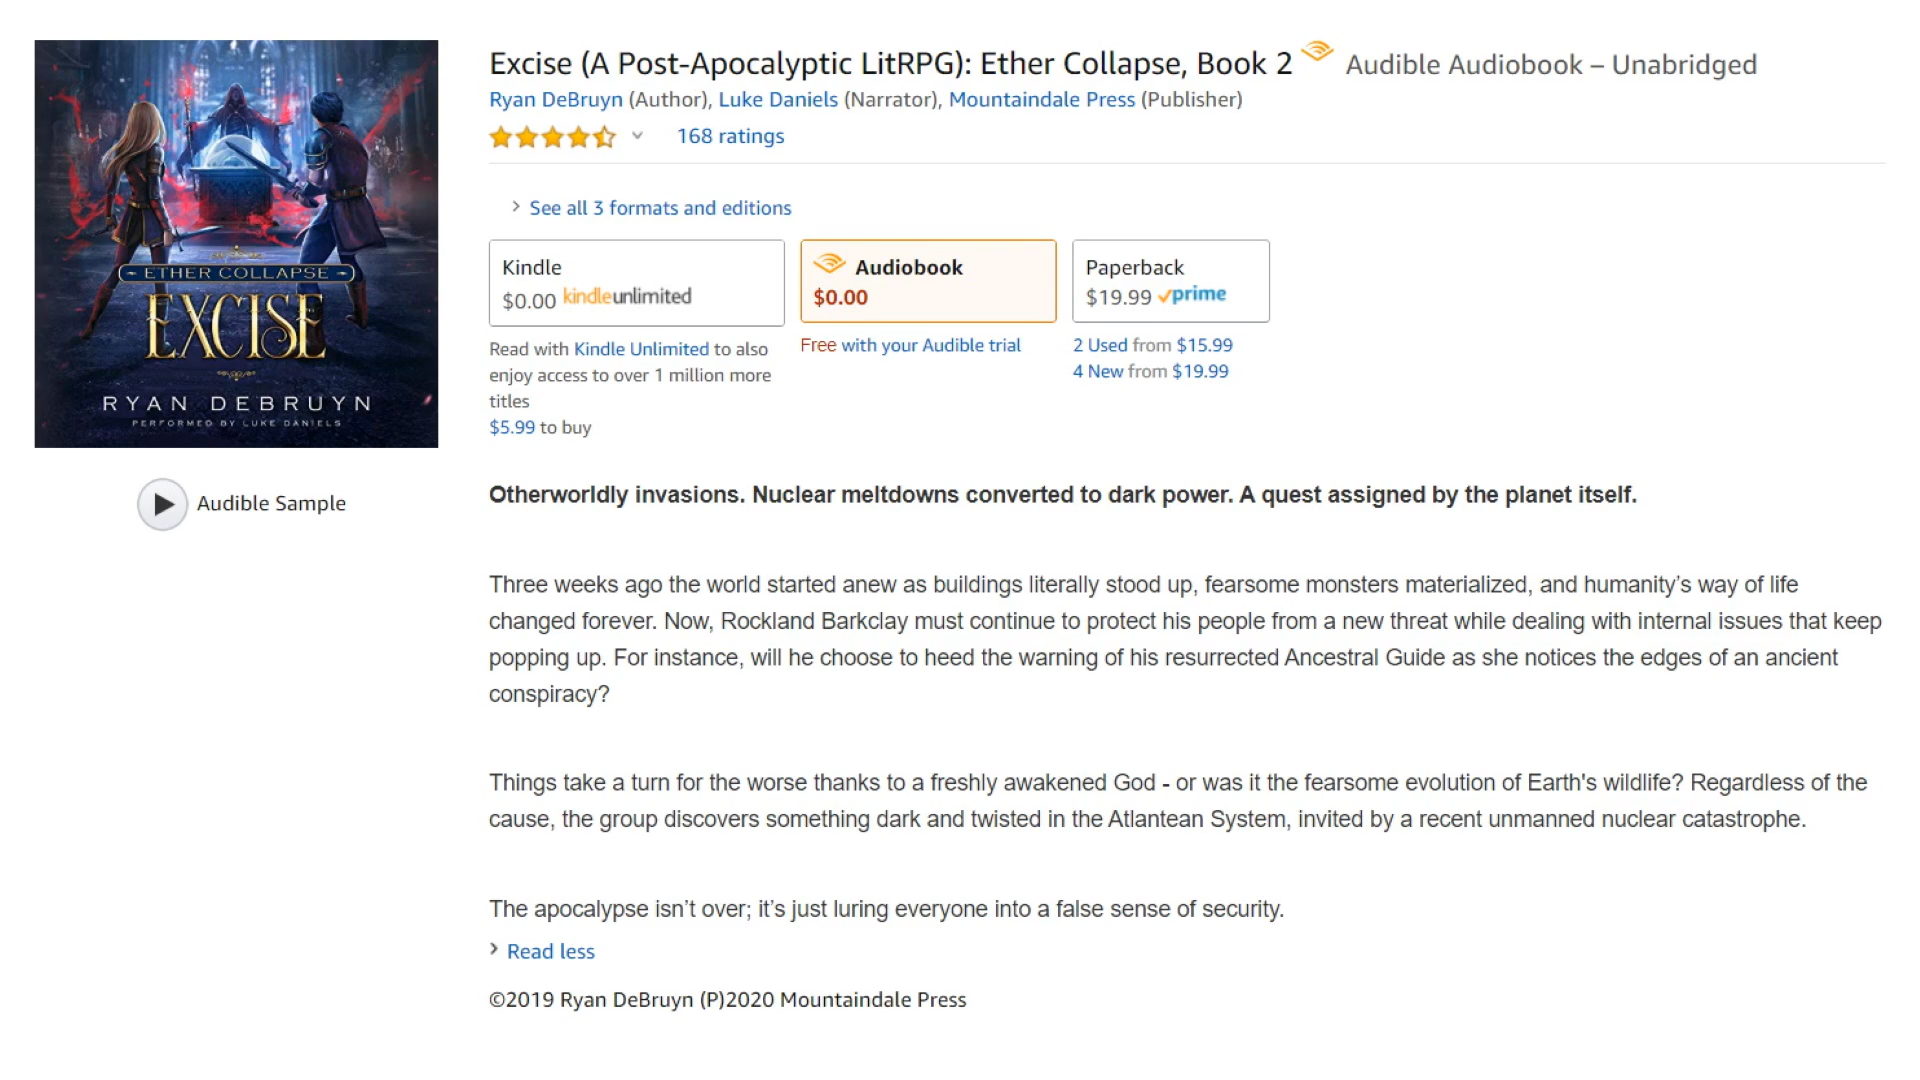 ETHER COLLAPSE
EXCISE
RYAN DEBRUYN
PERFORMED BY LUKE DANIELS
Audible Sample
Excise (A Post-Apocalyptic LitRPG): Ether Collapse, Book 2 Audible Audiobook – Unabridged
Ryan DeBruyn (Author), Luke Daniels (Narrator), Mountaindale Press (Publisher)
168 ratings
See all 3 formats and editions
Kindle
$0.00 kindleunlimited
Read with Kindle Unlimited to also
enjoy access to over 1 million more
titles
$5.99 to buy
Audiobook
$0.00
Free with your Audible trial
Paperback
$19.99 prime
2 Used from $15.99
4 New from $19.99
Otherworldly invasions. Nuclear meltdowns converted to dark power. A quest assigned by the planet itself.
Three weeks ago the world started anew as buildings literally stood up, fearsome monsters materialized, and humanity’s way of life
changed forever. Now, Rockland Barkclay must continue to protect his people from a new threat while dealing with internal issues that keep
popping up. For instance, will he choose to heed the warning of his resurrected Ancestral Guide as she notices the edges of an ancient
conspiracy?
Things take a turn for the worse thanks to a freshly awakened God - or was it the fearsome evolution of Earth's wildlife? Regardless of the
cause, the group discovers something dark and twisted in the Atlantean System, invited by a recent unmanned nuclear catastrophe.
The apocalypse isn’t over; it’s just luring everyone into a false sense of security.
Read less
©2019 Ryan DeBruyn (P)2020 Mountaindale Press